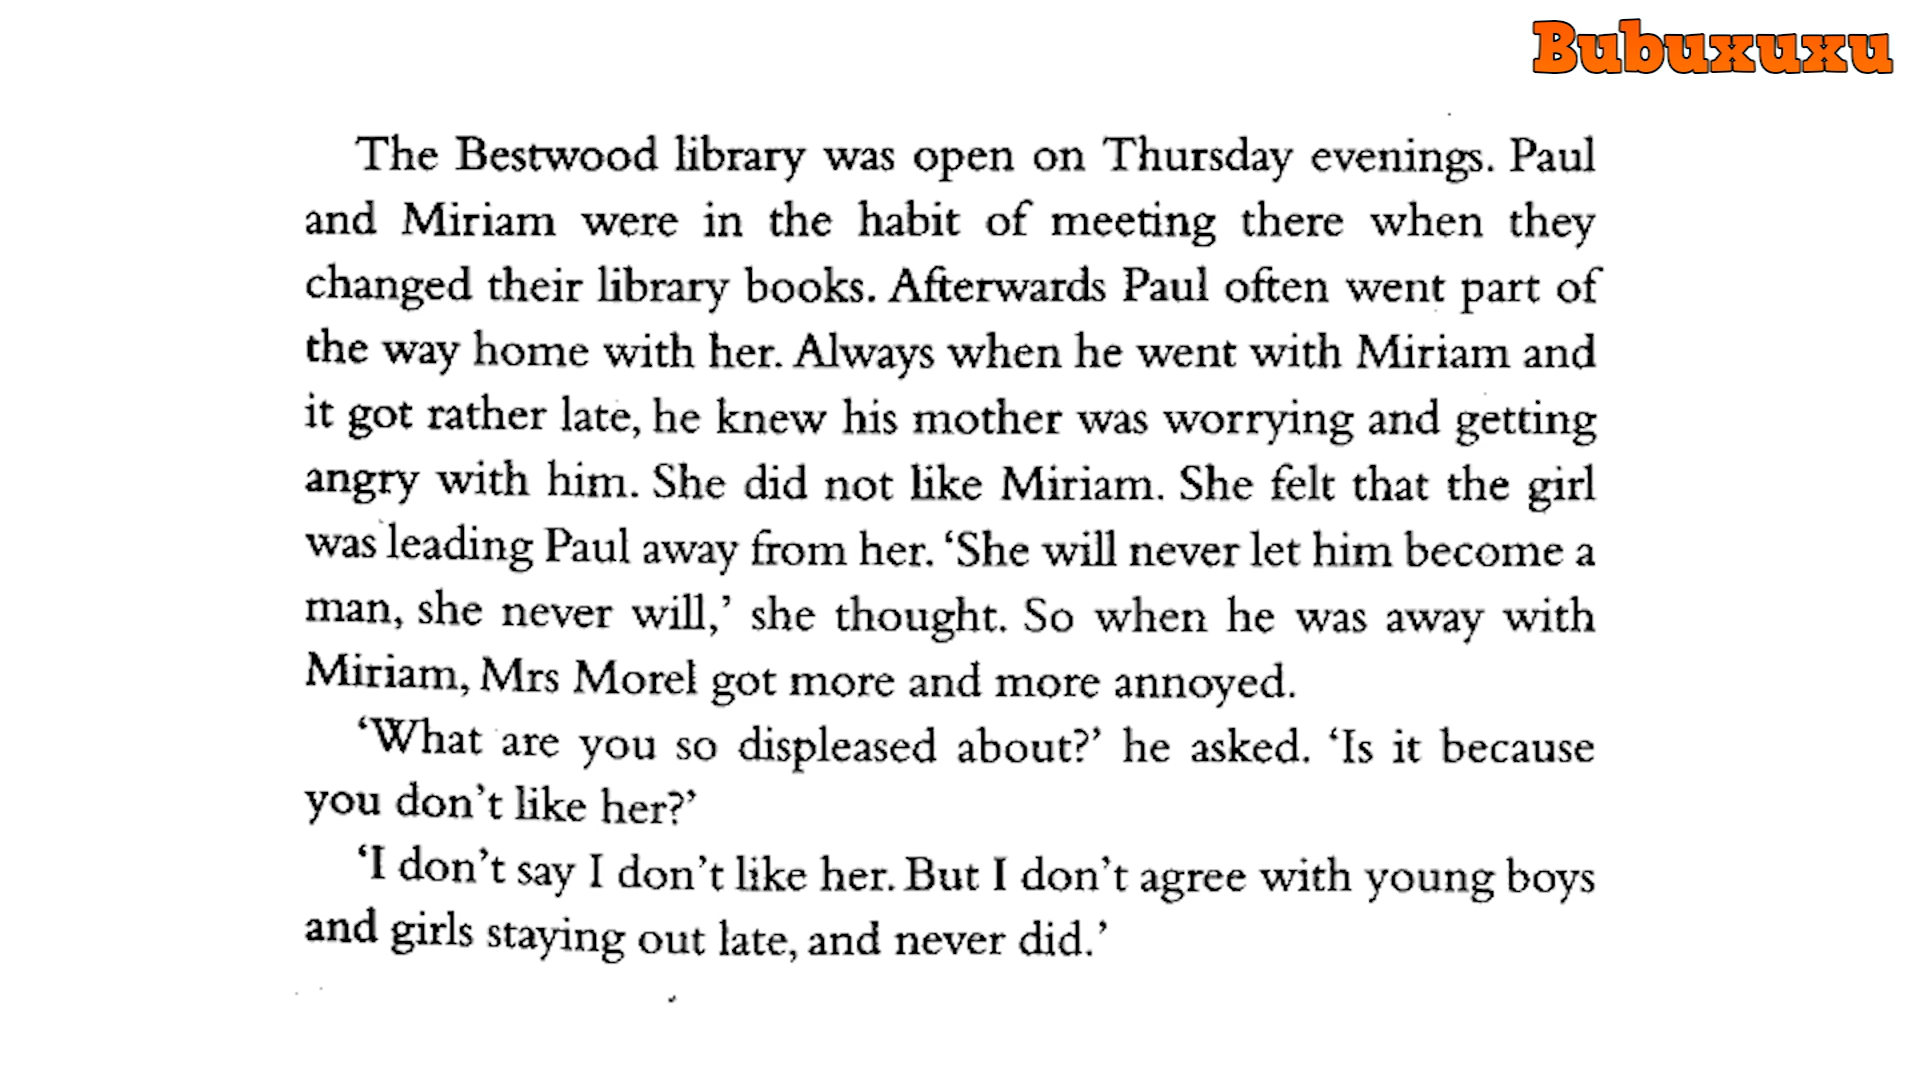 Bubuxuxu
The Bestwood library was open on Thursday evenings. Paul
and Miriam were in the habit of meeting there when they
changed their library books. Afterwards Paul often went part of
the way home with her. Always when he went with Miriam and
it got rather late, he knew his mother was worrying and getting
angry with him. She did not like Miriam. She felt that the girl
was leading Paul away from her. ‘She will never let him become a
man, she never will,’ she thought. So when he was away with
Miriam, Mrs Morel got more and more annoyed.
‘What are you so displeased about?’ he asked. ‘Is it because
you don’t like her?’
‘I don’t say I don’t like her. But I don’t agree with young boys
and girls staying out late, and never did.’